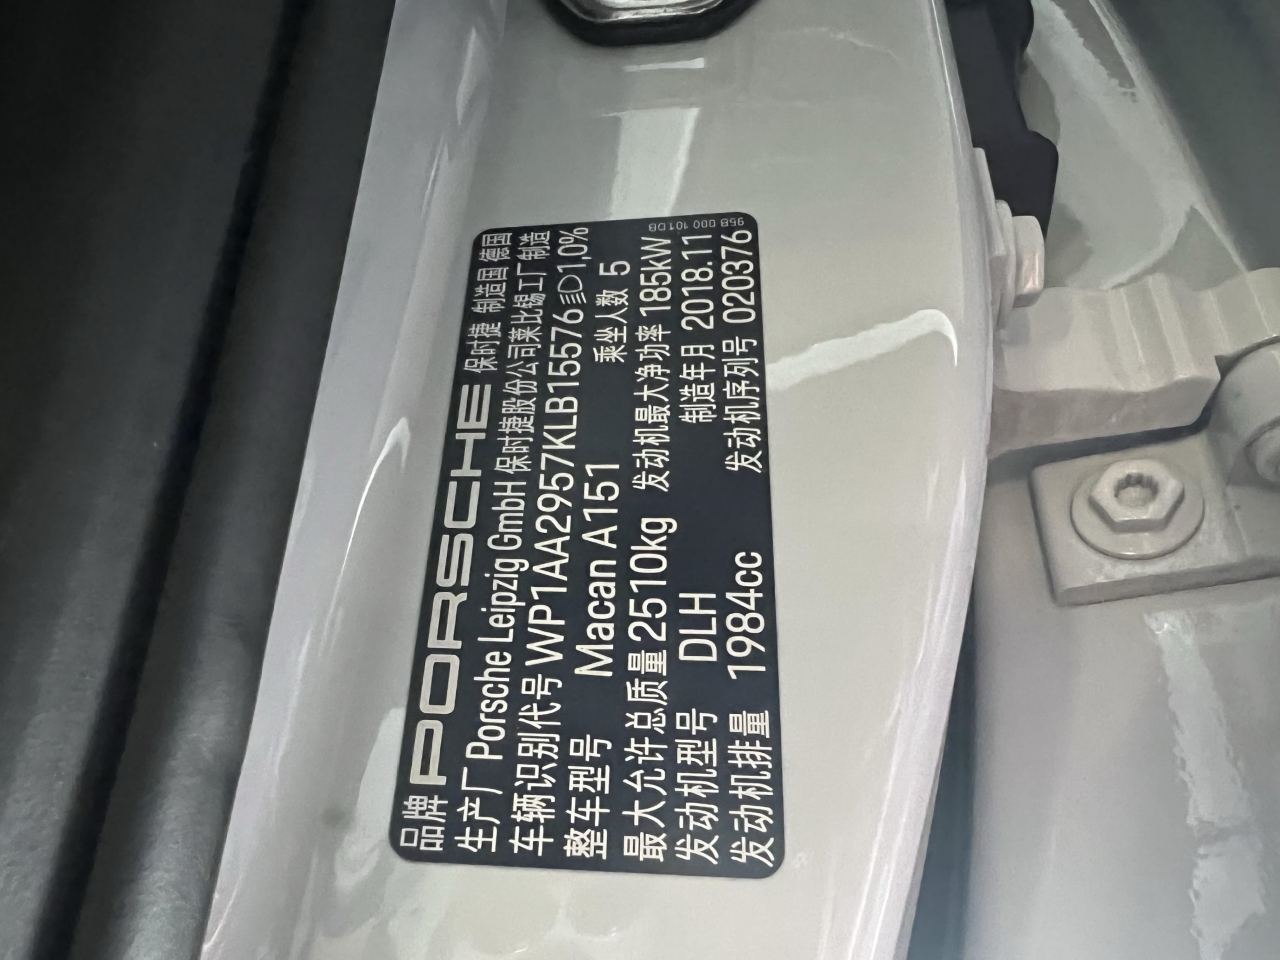 品牌 PORSCHE 保时捷 制造国 德国
生产厂 Porsche Leipzig GmbH 保时捷股份公司莱比锡工厂制造
车辆识别代号 WP1AA2957KLB15576 1,0%
整车型号 Macan A151 乘坐人数 5
最大允许总质量 2510kg 发动机最大净功率 185kW
发动机型号 DLH 制造年月 2018.11
发动机排量 1984cc 发动机序列号 020376
95B 000 101 DB